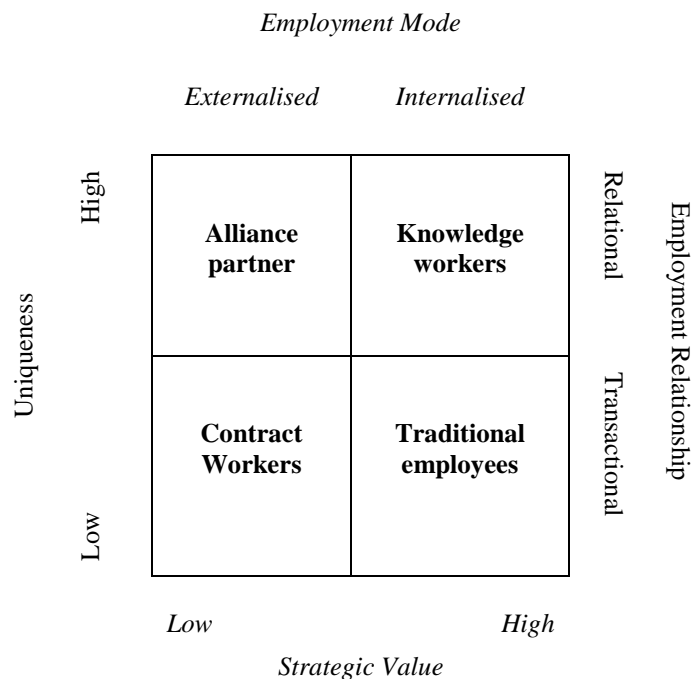 Employment Mode
Externalised
Internalised
High
Relational
Alliance
partner
Knowledge
workers
Uniqueness
Employment Relationship
Contract
Workers
Traditional
employees
Transactional
Low
Low
High
Strategic Value